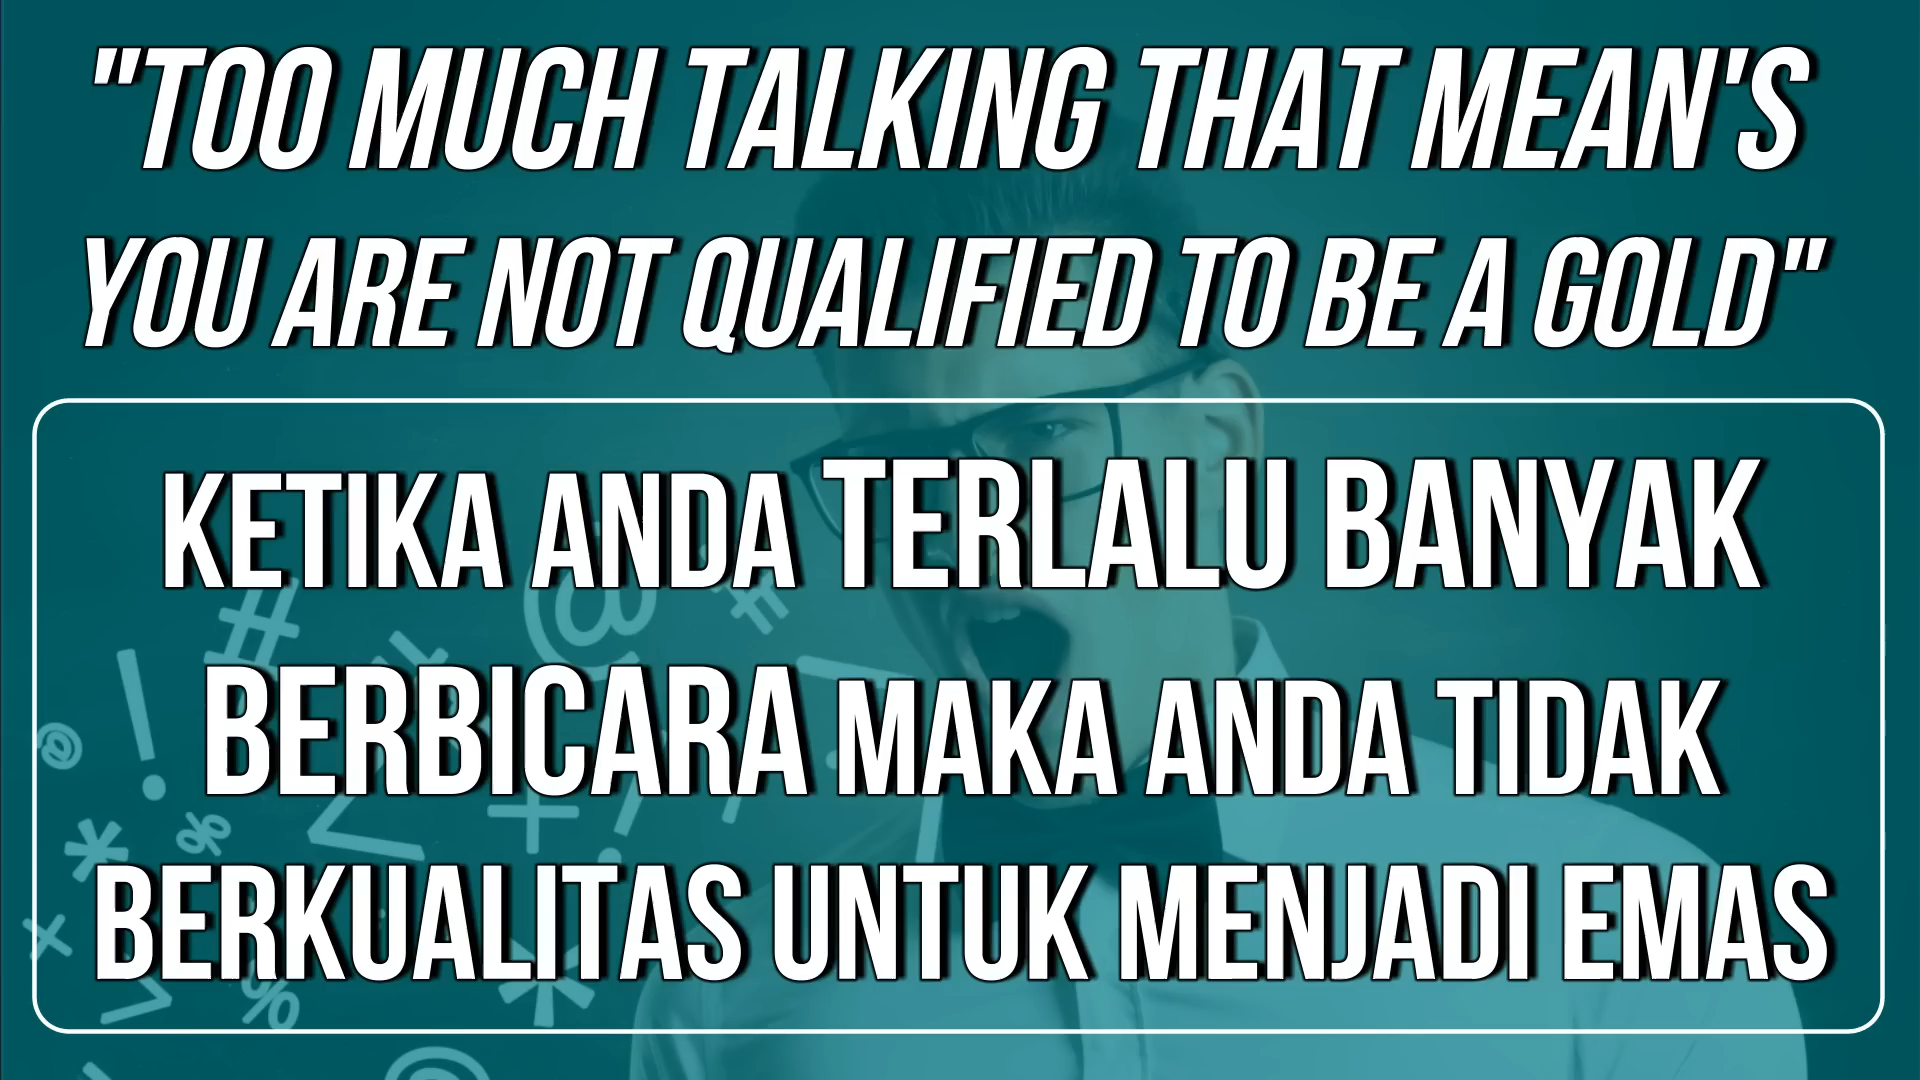 "TOO MUCH TALKING THAT MEAN'S
YOU ARE NOT QUALIFIED TO BE A GOLD"
KETIKA ANDA TERLALU BANYAK
BERBICARA MAKA ANDA TIDAK
BERKUALITAS UNTUK MENJADI EMAS